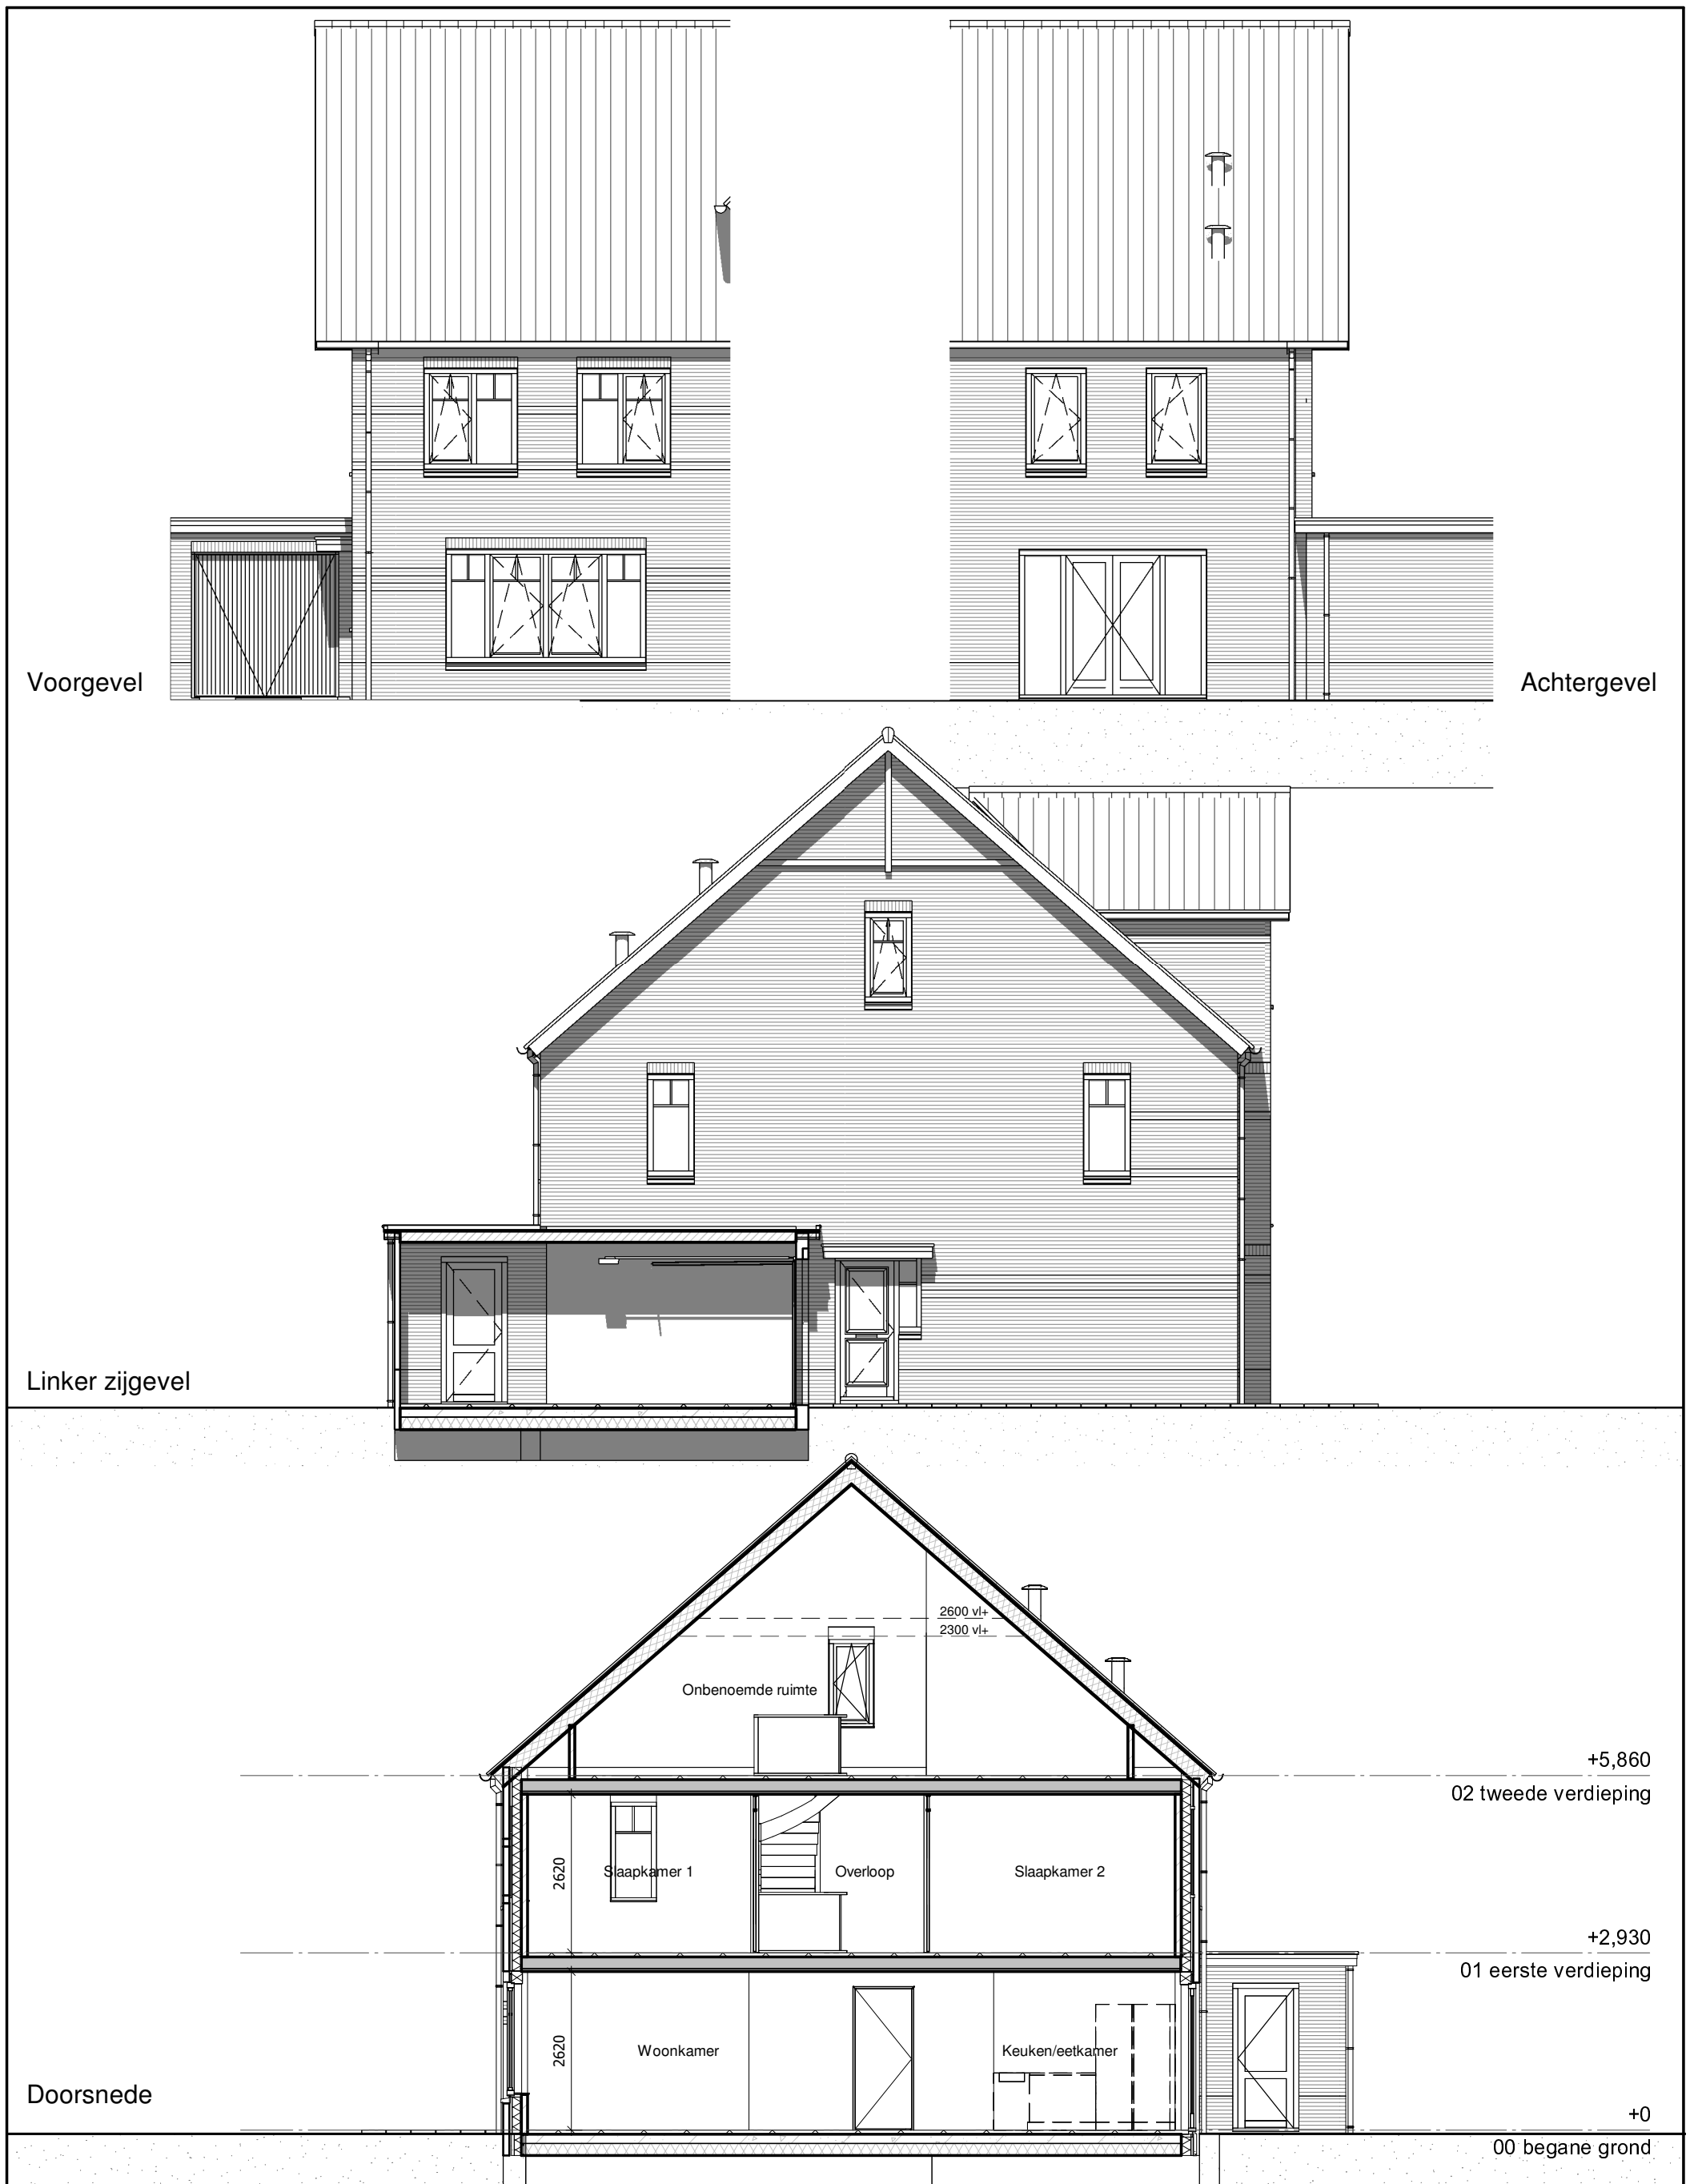 Voorgevel
Achtergevel
Linker zijgevel
2600 vl+
2300 vl+
Onbenoemde ruimte
+5,860
02 tweede verdieping
2620
Slaapkamer 1
Overloop
Slaapkamer 2
+2,930
01 eerste verdieping
2620
Woonkamer
Keuken/eetkamer
Doorsnede
+0
00 begane grond